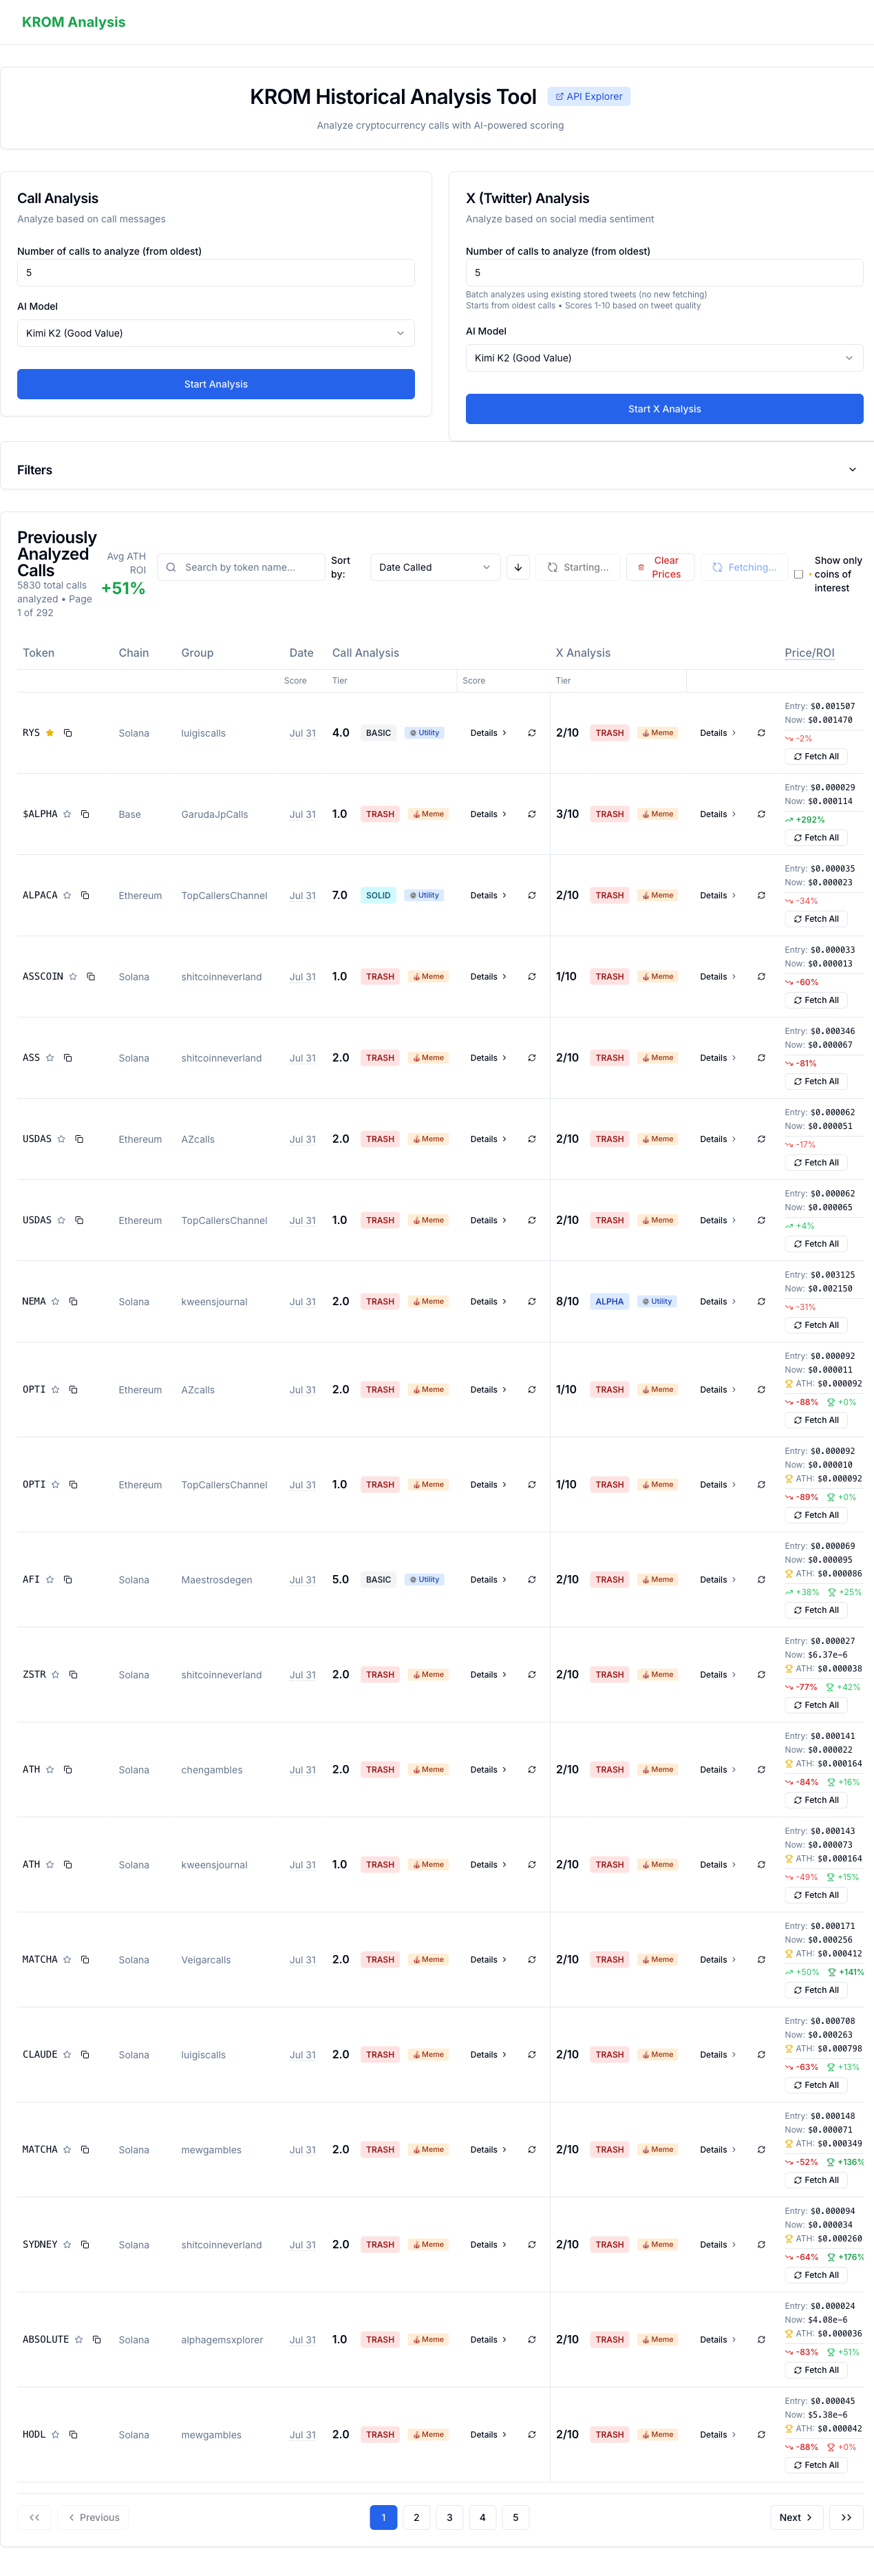 KROM Analysis
KROM Historical Analysis Tool
API Explorer
Analyze cryptocurrency calls with AI-powered scoring
Call Analysis
Analyze based on call messages
Number of calls to analyze (from oldest)
5
AI Model
Kimi K2 (Good Value)
Start Analysis
X (Twitter) Analysis
Analyze based on social media sentiment
Number of calls to analyze (from oldest)
5
Batch analyzes using existing stored tweets (no new fetching)
Starts from oldest calls • Scores 1-10 based on tweet quality
AI Model
Kimi K2 (Good Value)
Start X Analysis
Filters
Previously
Analyzed
Calls
5830 total calls
analyzed • Page
1 of 292
Avg ATH
ROI
+51%
Search by token name...
Sort
by:
Date Called
Starting...
Clear
Prices
Fetching...
Show only
coins of
interest
Token Chain Group Date Call Analysis X Analysis Price/ROI
Score Tier Score Tier
RYS Solana luigiscalls Jul 31 4.0 BASIC Utility Details 2/10 TRASH Meme Details
Entry: $0.001507
Now: $0.001470
-2%
Fetch All
$ALPHA Base GarudaJpCalls Jul 31 1.0 TRASH Meme Details 3/10 TRASH Meme Details
Entry: $0.000029
Now: $0.000114
+292%
Fetch All
ALPACA Ethereum TopCallersChannel Jul 31 7.0 SOLID Utility Details 2/10 TRASH Meme Details
Entry: $0.000035
Now: $0.000023
-34%
Fetch All
ASSCOIN Solana shitcoinneverland Jul 31 1.0 TRASH Meme Details 1/10 TRASH Meme Details
Entry: $0.000033
Now: $0.000013
-60%
Fetch All
ASS Solana shitcoinneverland Jul 31 2.0 TRASH Meme Details 2/10 TRASH Meme Details
Entry: $0.000346
Now: $0.000067
-81%
Fetch All
USDAS Ethereum AZcalls Jul 31 2.0 TRASH Meme Details 2/10 TRASH Meme Details
Entry: $0.000062
Now: $0.000051
-17%
Fetch All
USDAS Ethereum TopCallersChannel Jul 31 1.0 TRASH Meme Details 2/10 TRASH Meme Details
Entry: $0.000062
Now: $0.000065
+4%
Fetch All
NEMA Solana kweensjournal Jul 31 2.0 TRASH Meme Details 8/10 ALPHA Utility Details
Entry: $0.003125
Now: $0.002150
-31%
Fetch All
OPTI Ethereum AZcalls Jul 31 2.0 TRASH Meme Details 1/10 TRASH Meme Details
Entry: $0.000092
Now: $0.000011
ATH: $0.000092
-88% +0%
Fetch All
OPTI Ethereum TopCallersChannel Jul 31 1.0 TRASH Meme Details 1/10 TRASH Meme Details
Entry: $0.000092
Now: $0.000010
ATH: $0.000092
-89% +0%
Fetch All
AFI Solana Maestrosdegen Jul 31 5.0 BASIC Utility Details 2/10 TRASH Meme Details
Entry: $0.000069
Now: $0.000095
ATH: $0.000086
+38% +25%
Fetch All
ZSTR Solana shitcoinneverland Jul 31 2.0 TRASH Meme Details 2/10 TRASH Meme Details
Entry: $0.000027
Now: $6.37e-6
ATH: $0.000038
-77% +42%
Fetch All
ATH Solana chengambles Jul 31 2.0 TRASH Meme Details 2/10 TRASH Meme Details
Entry: $0.000141
Now: $0.000022
ATH: $0.000164
-84% +16%
Fetch All
ATH Solana kweensjournal Jul 31 1.0 TRASH Meme Details 2/10 TRASH Meme Details
Entry: $0.000143
Now: $0.000073
ATH: $0.000164
-49% +15%
Fetch All
MATCHA Solana Veigarcalls Jul 31 2.0 TRASH Meme Details 2/10 TRASH Meme Details
Entry: $0.000171
Now: $0.000256
ATH: $0.000412
+50% +141%
Fetch All
CLAUDE Solana luigiscalls Jul 31 2.0 TRASH Meme Details 2/10 TRASH Meme Details
Entry: $0.000708
Now: $0.000263
ATH: $0.000798
-63% +13%
Fetch All
MATCHA Solana mewgambles Jul 31 2.0 TRASH Meme Details 2/10 TRASH Meme Details
Entry: $0.000148
Now: $0.000071
ATH: $0.000349
-52% +136%
Fetch All
SYDNEY Solana shitcoinneverland Jul 31 2.0 TRASH Meme Details 2/10 TRASH Meme Details
Entry: $0.000094
Now: $0.000034
ATH: $0.000260
-64% +176%
Fetch All
ABSOLUTE Solana alphagemsxplorer Jul 31 1.0 TRASH Meme Details 2/10 TRASH Meme Details
Entry: $0.000024
Now: $4.08e-6
ATH: $0.000036
-83% +51%
Fetch All
HODL Solana mewgambles Jul 31 2.0 TRASH Meme Details 2/10 TRASH Meme Details
Entry: $0.000045
Now: $5.38e-6
ATH: $0.000042
-88% +0%
Fetch All
Previous 1 2 3 4 5 Next